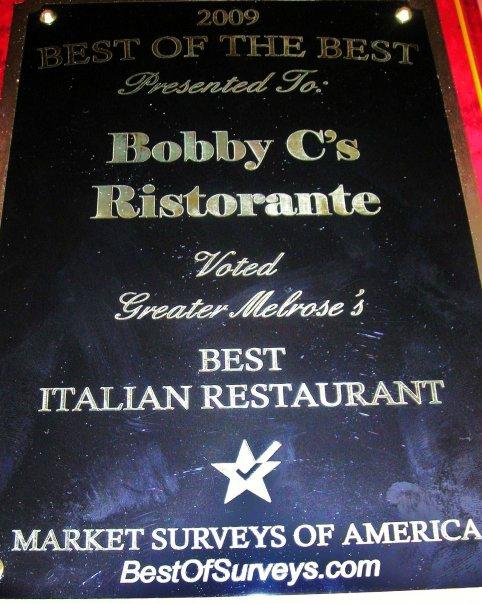 2009
BEST OF THE BEST
Presented To:
Bobby C's
Ristorante
Voted
Greater Melrose's
BEST
ITALIAN RESTAURANT
MARKET SURVEYS OF AMERICA
BestOfSurveys.com